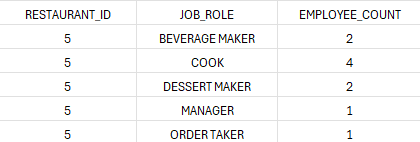 RESTAURANT_ID JOB_ROLE EMPLOYEE_COUNT
5 BEVERAGE MAKER 2
5 COOK 4
5 DESSERT MAKER 2
5 MANAGER 1
5 ORDER TAKER 1